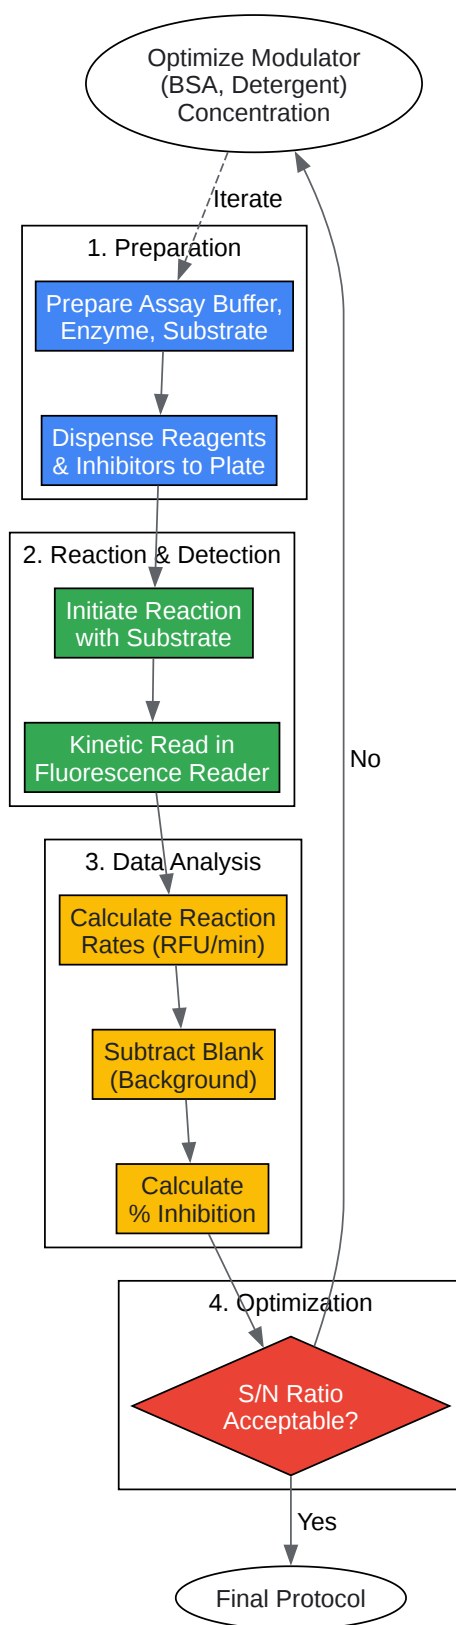 Optimize Modulator
(BSA, Detergent)
Concentration
Iterate
1. Preparation
Prepare Assay Buffer,
Enzyme, Substrate
Dispense Reagents
& Inhibitors to Plate
2. Reaction & Detection
Initiate Reaction
with Substrate
Kinetic Read in
Fluorescence Reader
No
3. Data Analysis
Calculate Reaction
Rates (RFU/min)
Subtract Blank
(Background)
Calculate
% Inhibition
4. Optimization
S/N Ratio
Acceptable?
Yes
Final Protocol